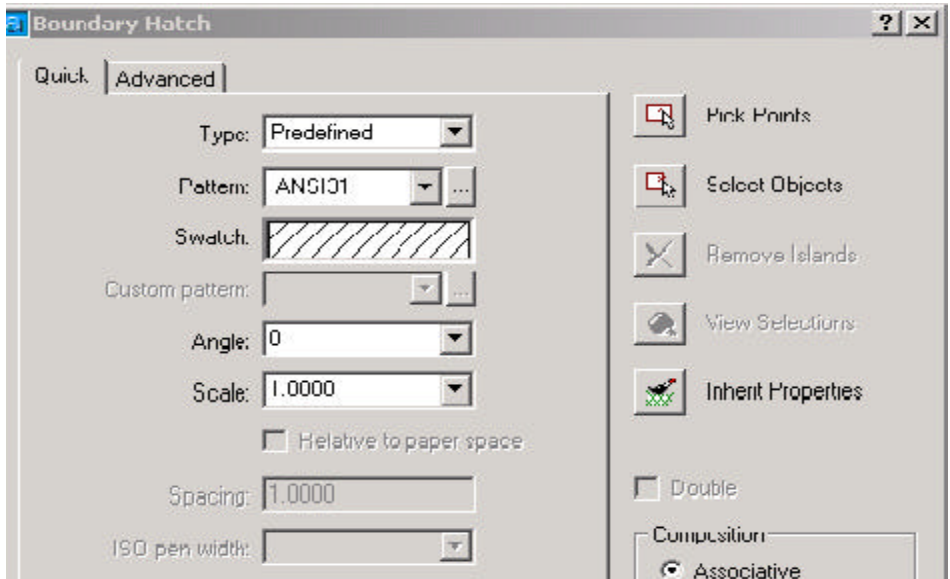 Boundary Hatch
Quick Advanced
Type: Predefined
Pattern: ANSI31 ...
Swatch:
Custom pattern: ...
Angle: 0
Scale: 1.0000
Relative to paper space
Spacing: 1.0000
ISO pen width:
Pick Points
Select Objects
Remove Islands
View Selections
Inherit Properties
Double
Composition
Associative